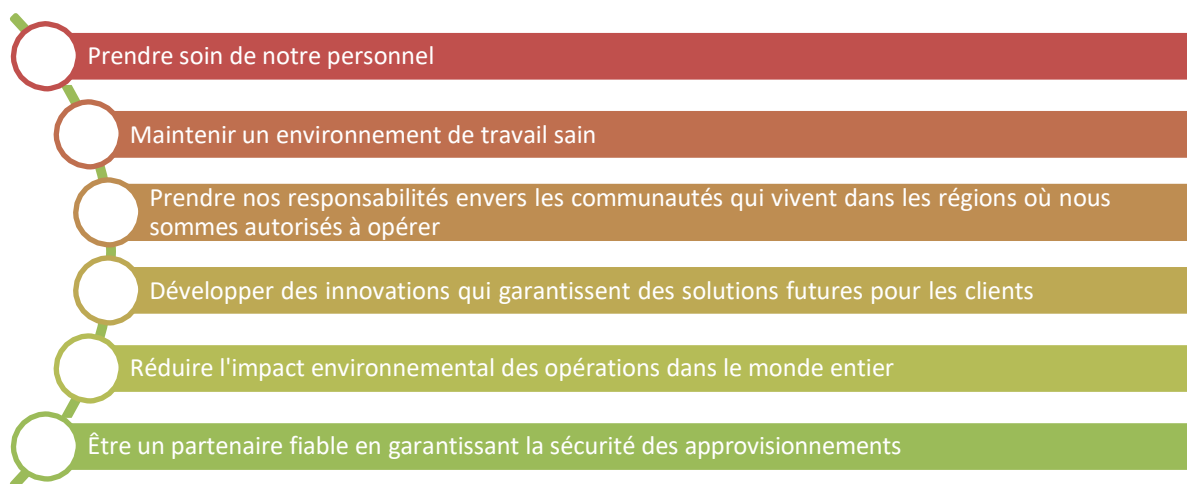 Prendre soin de notre personnel
Maintenir un environnement de travail sain
Prendre nos responsabilités envers les communautés qui vivent dans les régions où nous
sommes autorisés à opérer
Développer des innovations qui garantissent des solutions futures pour les clients
Réduire l'impact environnemental des opérations dans le monde entier
Être un partenaire fiable en garantissant la sécurité des approvisionnements